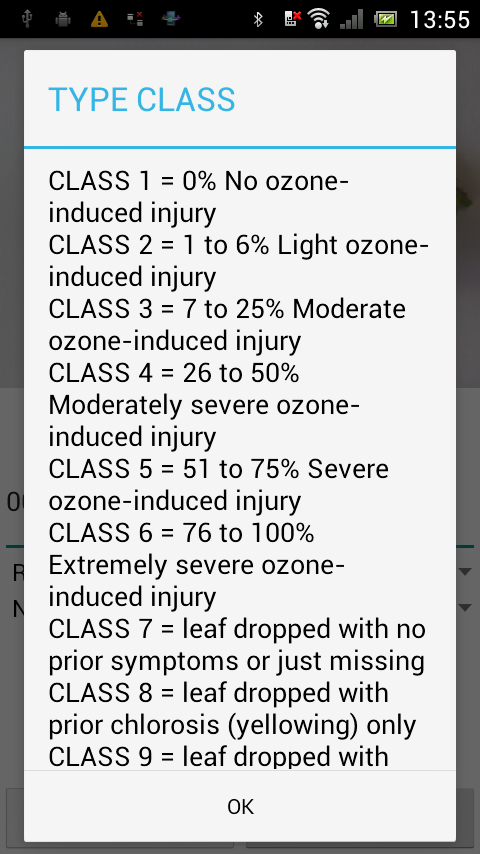 13:55
TYPE CLASS
CLASS 1 = 0% No ozone-
induced injury
CLASS 2 = 1 to 6% Light ozone-
induced injury
CLASS 3 = 7 to 25% Moderate
ozone-induced injury
CLASS 4 = 26 to 50%
Moderately severe ozone-
induced injury
CLASS 5 = 51 to 75% Severe
ozone-induced injury
CLASS 6 = 76 to 100%
Extremely severe ozone-
induced injury
CLASS 7 = leaf dropped with no
prior symptoms or just missing
CLASS 8 = leaf dropped with
prior chlorosis (yellowing) only
CLASS 9 = leaf dropped with
OK